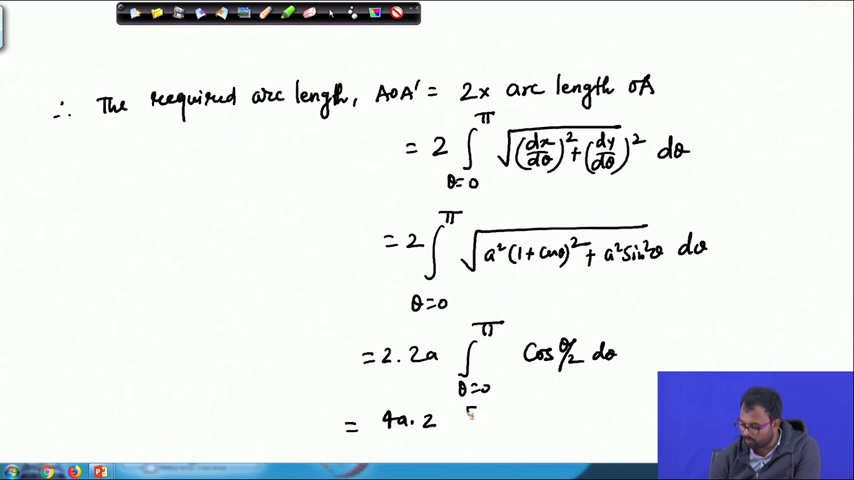 ∴ The required arc length, AOA' = 2x arc length OA
= 2 ∫_{θ=0}^{π} √((dx/dθ)² + (dy/dθ)²) dθ
= 2 ∫_{θ=0}^{π} √(a²(1+cosθ)² + a²sin²θ) dθ
= 2.2a ∫_{θ=0}^{π} Cos θ/2 dθ
= 4a.2